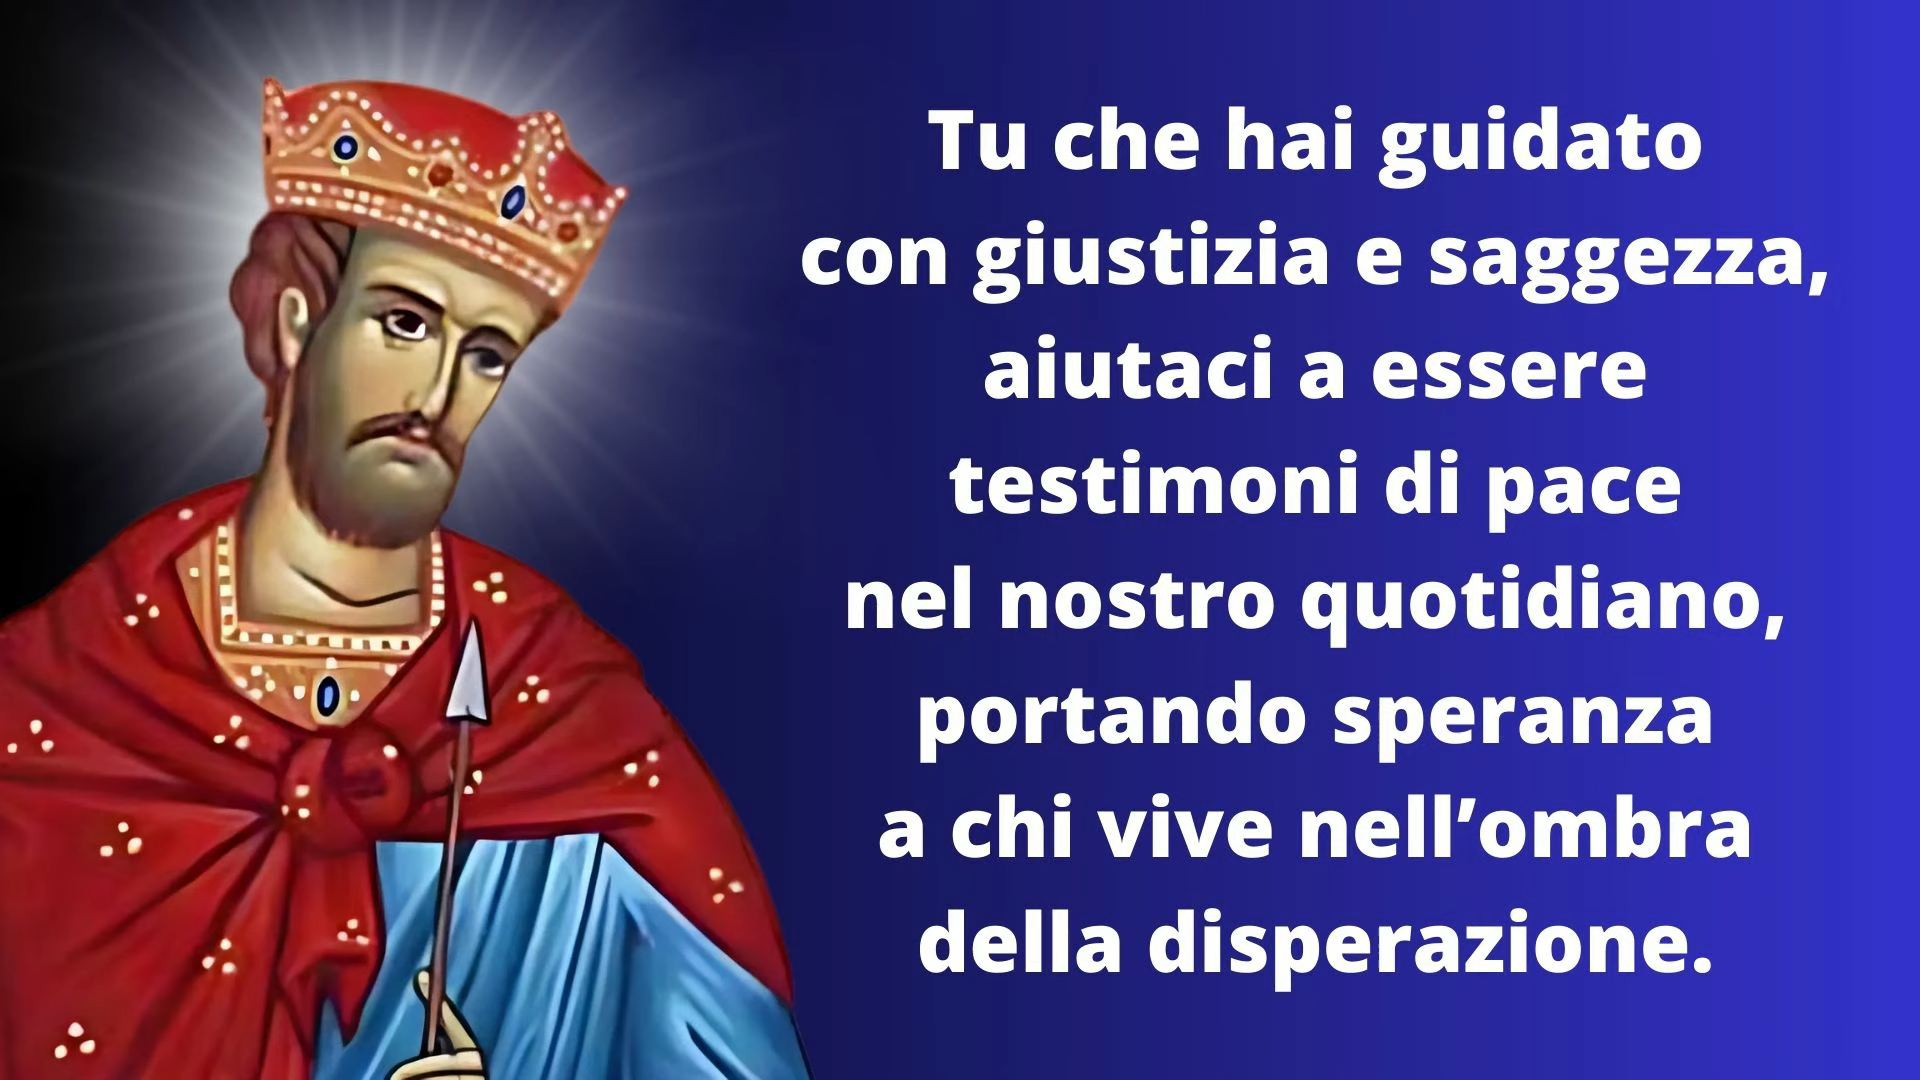 Tu che hai guidato
con giustizia e saggezza,
aiutaci a essere
testimoni di pace
nel nostro quotidiano,
portando speranza
a chi vive nell’ombra
della disperazione.